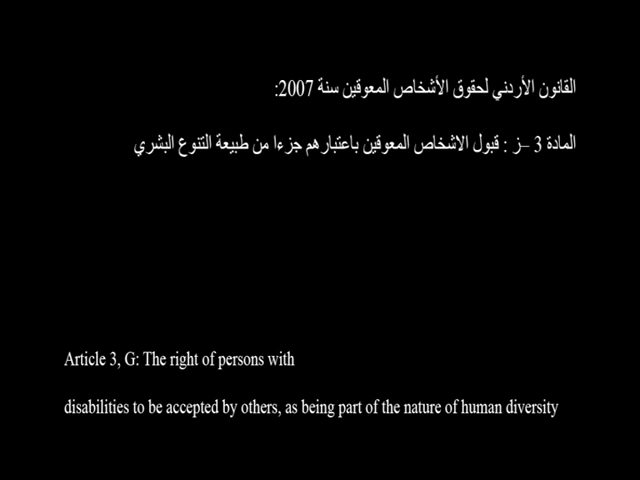 القانون الأردني لحقوق الأشخاص المعوقين سنة 2007:
المادة 3 –ز : قبول الاشخاص المعوقين باعتبارهم جزءا من طبيعة التنوع البشري
Article 3, G: The right of persons with
disabilities to be accepted by others, as being part of the nature of human diversity